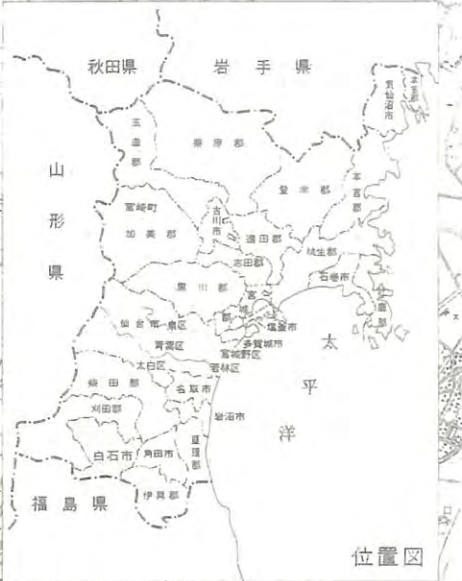 秋田県
岩手県
山形県
玉造郡
栗原郡
気仙沼市
本吉郡
登米郡
本吉郡
宮崎町
加美郡
古川市
遠田郡
志田郡
桃生郡
石巻市
牡鹿郡
黒川郡
宮城郡
塩釜市
多賀城市
仙台市
泉区
青葉区
宮城野区
太白区
若林区
太平洋
柴田郡
名取市
刈田郡
岩沼市
白石市
角田市
亘理郡
伊具郡
福島県
位置図